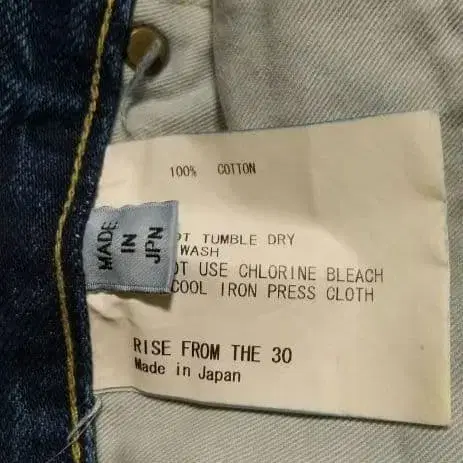 100% COTTON
MADE
IN
JPN
OT TUMBLE DRY
WASH
OT USE CHLORINE BLEACH
COOL IRON PRESS CLOTH
RISE FROM THE 30
Made in Japan